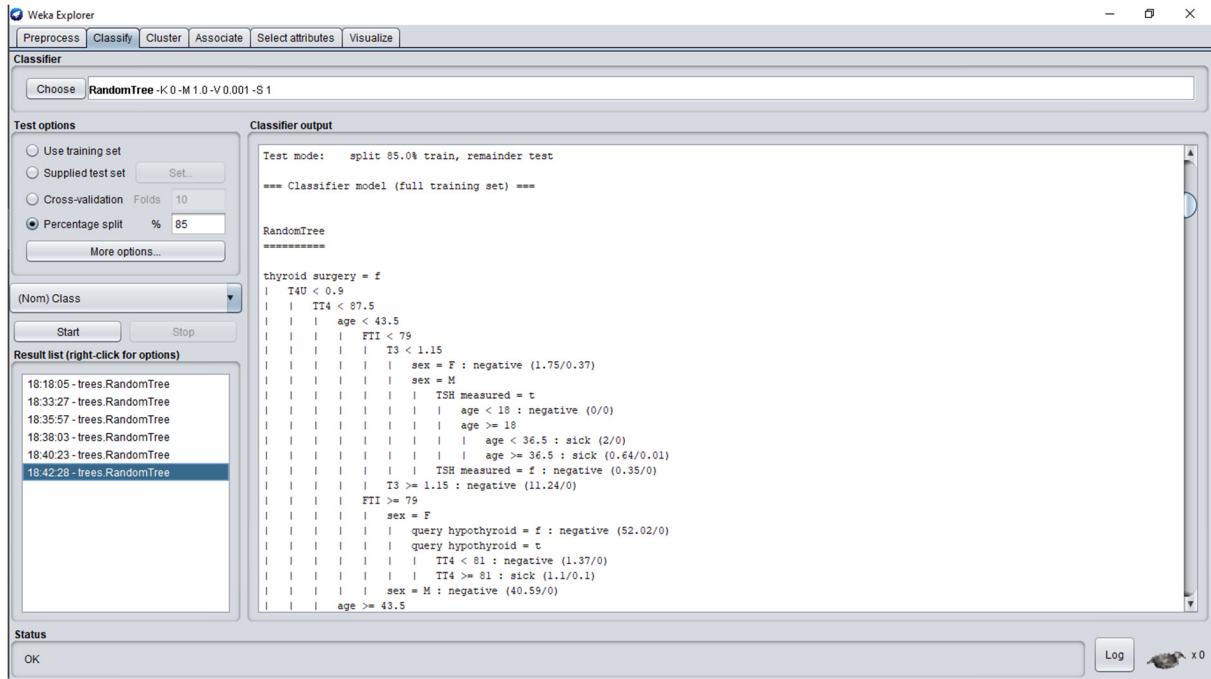 Weka Explorer
Preprocess Classify Cluster Associate Select attributes Visualize
Classifier
Choose RandomTree -K 0 -M 1.0 -V 0.001 -S 1
Test options
Use training set
Supplied test set Set...
Cross-validation Folds 10
Percentage split % 85
More options...
(Nom) Class
Start Stop
Result list (right-click for options)
18:18:05 - trees.RandomTree
18:33:27 - trees.RandomTree
18:35:57 - trees.RandomTree
18:38:03 - trees.RandomTree
18:40:23 - trees.RandomTree
18:42:28 - trees.RandomTree
Classifier output
Test mode: split 85.0% train, remainder test
=== Classifier model (full training set) ===
RandomTree
==========
thyroid surgery = f
| T4U < 0.9
| | TT4 < 87.5
| | | age < 43.5
| | | | FTI < 79
| | | | | T3 < 1.15
| | | | | | sex = F : negative (1.75/0.37)
| | | | | | sex = M
| | | | | | | TSH measured = t
| | | | | | | | age < 18 : negative (0/0)
| | | | | | | | age >= 18
| | | | | | | | | age < 36.5 : sick (2/0)
| | | | | | | | | age >= 36.5 : sick (0.64/0.01)
| | | | | | | TSH measured = f : negative (0.35/0)
| | | | | T3 >= 1.15 : negative (11.24/0)
| | | | FTI >= 79
| | | | | sex = F
| | | | | | query hypothyroid = f : negative (52.02/0)
| | | | | | query hypothyroid = t
| | | | | | | TT4 < 81 : negative (1.37/0)
| | | | | | | TT4 >= 81 : sick (1.1/0.1)
| | | | | sex = M : negative (40.59/0)
| | | age >= 43.5
Status
OK
Log x 0